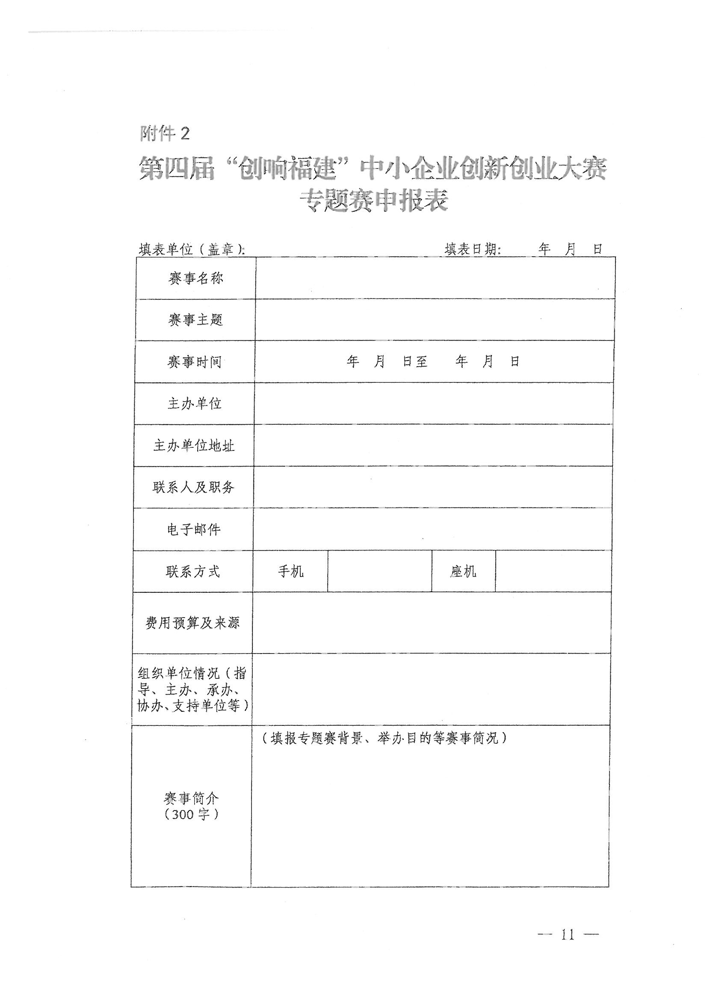 附件2
第四届“创响福建”中小企业创新创业大赛
专题赛申报表
填表单位（盖章）： 填表日期： 年 月 日
赛事名称
赛事主题
赛事时间 年 月 日至 年 月 日
主办单位
主办单位地址
联系人及职务
电子邮件
联系方式 手机 座机
费用预算及来源
组织单位情况（指
导、主办、承办、
协办、支持单位等）
（填报专题赛背景、举办目的等赛事简况）
赛事简介
（300字）
— 11 —